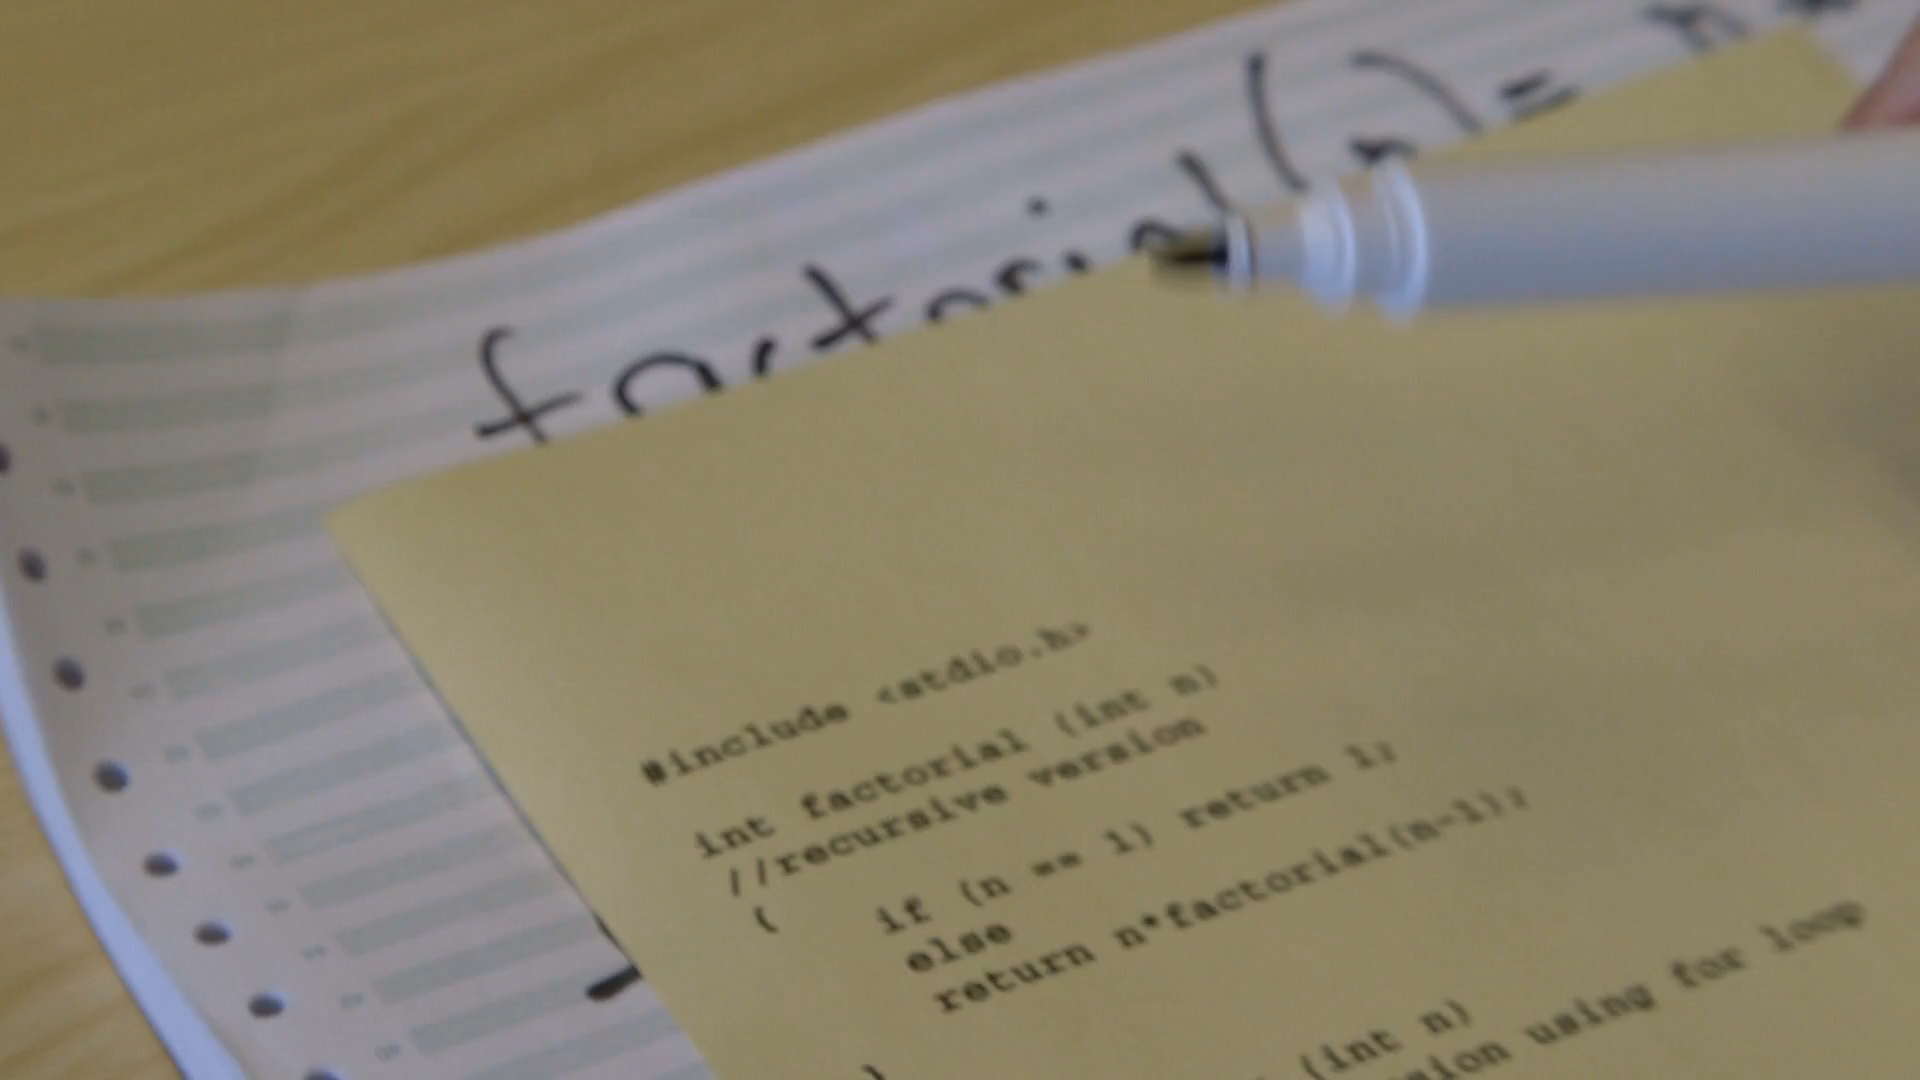 factorial(n)= n *
#include <stdio.h>
int factorial (int n)
//recursive version
{ if (n == 1) return 1;
else
return n*factorial(n-1);
}
(int n)
using for loop